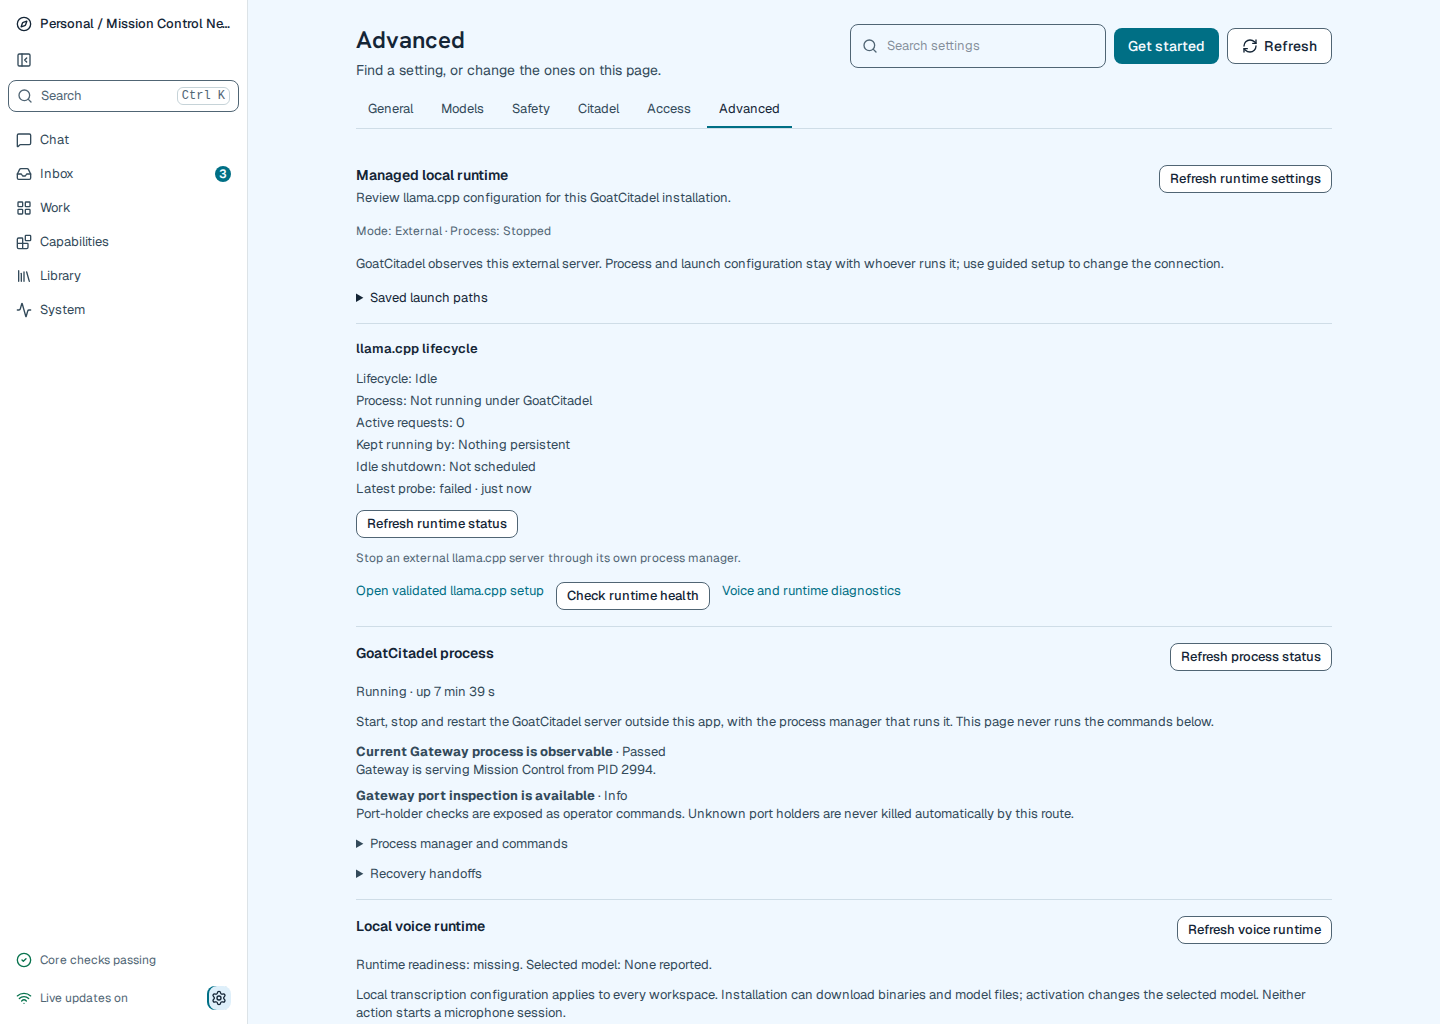 Personal / Mission Control Ne...
Search
Ctrl K
Chat
Inbox
3
Work
Capabilities
Library
System
Core checks passing
Live updates on
Advanced
Find a setting, or change the ones on this page.
Search settings
Get started
Refresh
General
Models
Safety
Citadel
Access
Advanced
Managed local runtime
Refresh runtime settings
Review llama.cpp configuration for this GoatCitadel installation.
Mode: External · Process: Stopped
GoatCitadel observes this external server. Process and launch configuration stay with whoever runs it; use guided setup to change the connection.
Saved launch paths
llama.cpp lifecycle
Lifecycle: Idle
Process: Not running under GoatCitadel
Active requests: 0
Kept running by: Nothing persistent
Idle shutdown: Not scheduled
Latest probe: failed · just now
Refresh runtime status
Stop an external llama.cpp server through its own process manager.
Open validated llama.cpp setup
Check runtime health
Voice and runtime diagnostics
GoatCitadel process
Refresh process status
Running · up 7 min 39 s
Start, stop and restart the GoatCitadel server outside this app, with the process manager that runs it. This page never runs the commands below.
Current Gateway process is observable · Passed
Gateway is serving Mission Control from PID 2994.
Gateway port inspection is available · Info
Port-holder checks are exposed as operator commands. Unknown port holders are never killed automatically by this route.
Process manager and commands
Recovery handoffs
Local voice runtime
Refresh voice runtime
Runtime readiness: missing. Selected model: None reported.
Local transcription configuration applies to every workspace. Installation can download binaries and model files; activation changes the selected model. Neither
action starts a microphone session.